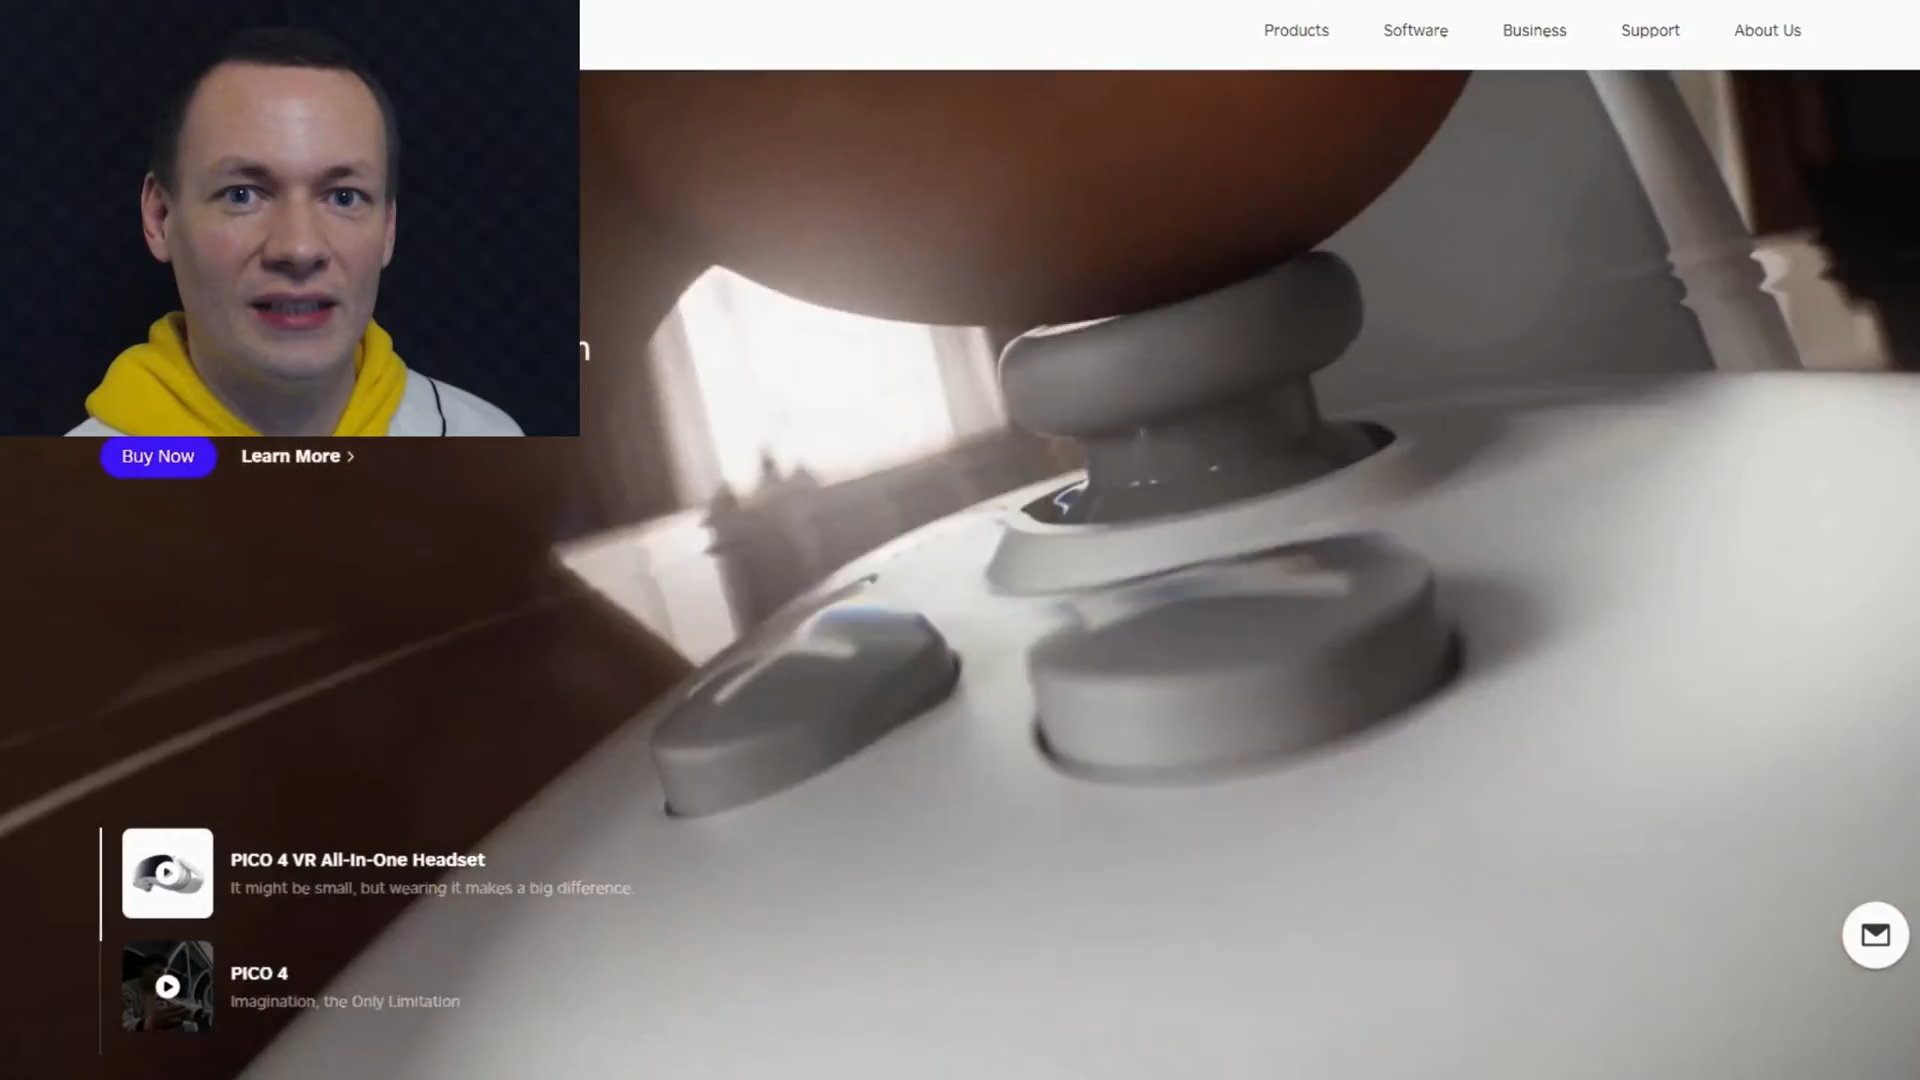 Products
Software
Business
Support
About Us
n
Buy Now
Learn More >
PICO 4 VR All-In-One Headset
It might be small, but wearing it makes a big difference.
PICO 4
Imagination, the Only Limitation